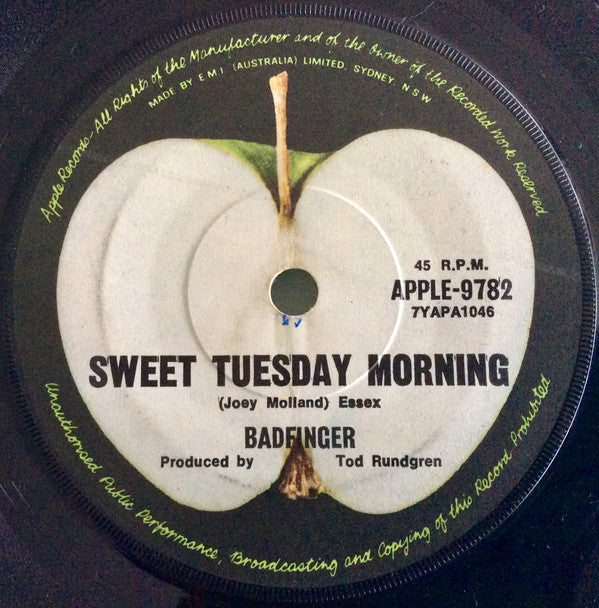 Apple Records-All Rights of the Manufacturer and of the Owner of the Recorded Work Reserved
MADE BY E.M.I. (AUSTRALIA) LIMITED, SYDNEY, N.S.W
45 R.P.M.
APPLE-9782
7YAPA1046
SWEET TUESDAY MORNING
(Joey Molland) Essex
BADFINGER
Produced by Tod Rundgren
Unauthorised Public Performance, Broadcasting and Copying of this Record Prohibited